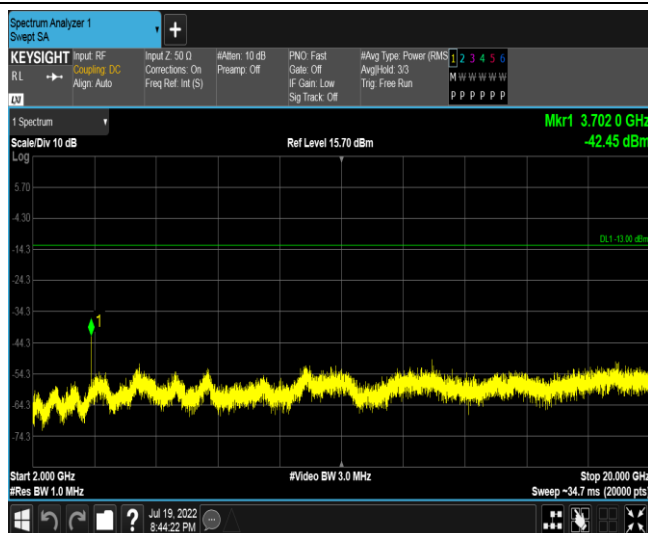 Spectrum Analyzer 1
Swept SA
KEYSIGHT
RL
LXI
Input: RF
Coupling: DC
Align: Auto
Input Z: 50 Ω
Corrections: On
Freq Ref: Int (S)
#Atten: 10 dB
Preamp: Off
PNO: Fast
Gate: Off
IF Gain: Low
Sig Track: Off
#Avg Type: Power (RMS
Avg|Hold: 3/3
Trig: Free Run
1 2 3 4 5 6
M W W W W W
P P P P P P
1 Spectrum
Mkr1 3.702 0 GHz
Scale/Div 10 dB
Ref Level 15.70 dBm
-42.45 dBm
Log
5.70
-4.30
DL1 -13.00 dBm
-14.3
-24.3
-34.3
1
-44.3
-54.3
-64.3
-74.3
Start 2.000 GHz
#Video BW 3.0 MHz
Stop 20.000 GHz
#Res BW 1.0 MHz
Sweep ~34.7 ms (20000 pts)
?
Jul 19, 2022
8:44:22 PM